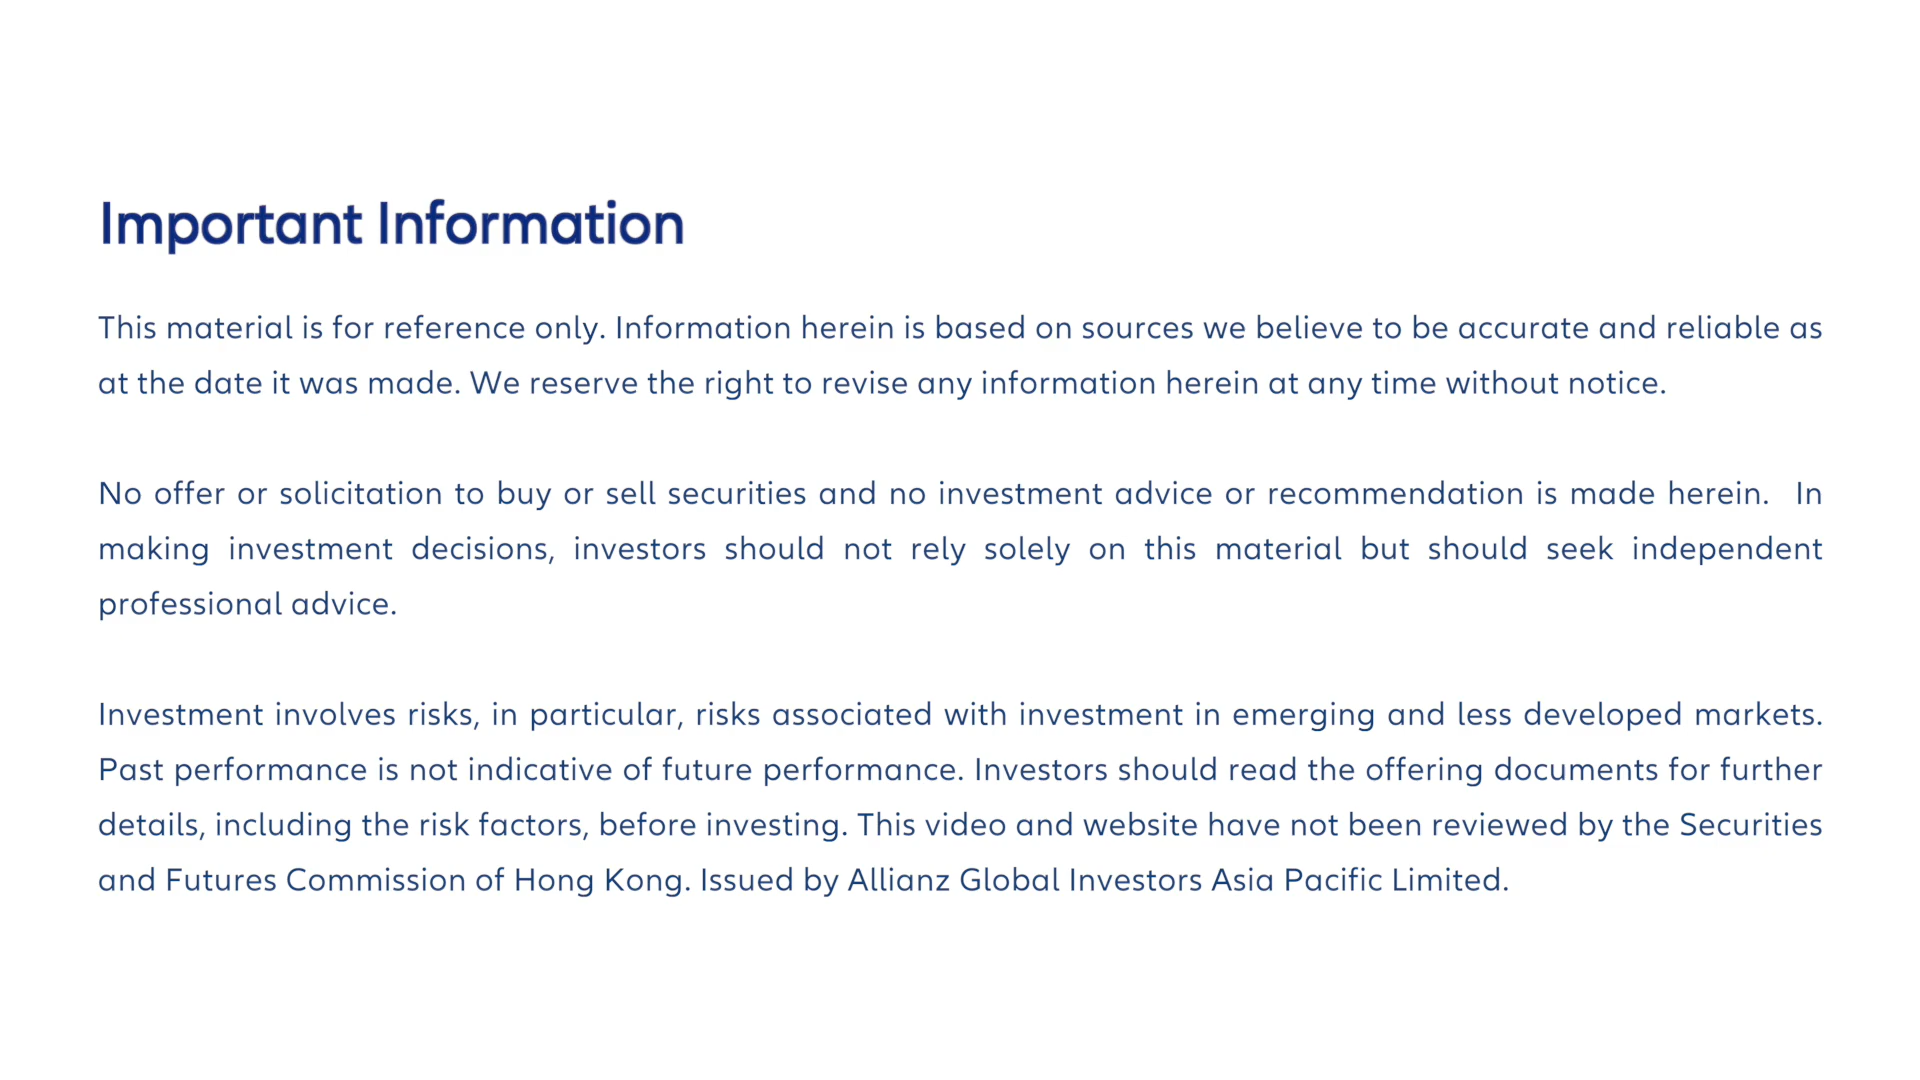 Important Information
This material is for reference only. Information herein is based on sources we believe to be accurate and reliable as
at the date it was made. We reserve the right to revise any information herein at any time without notice.
No offer or solicitation to buy or sell securities and no investment advice or recommendation is made herein.  In
making investment decisions, investors should not rely solely on this material but should seek independent
professional advice.
Investment involves risks, in particular, risks associated with investment in emerging and less developed markets.
Past performance is not indicative of future performance. Investors should read the offering documents for further
details, including the risk factors, before investing. This video and website have not been reviewed by the Securities
and Futures Commission of Hong Kong. Issued by Allianz Global Investors Asia Pacific Limited.